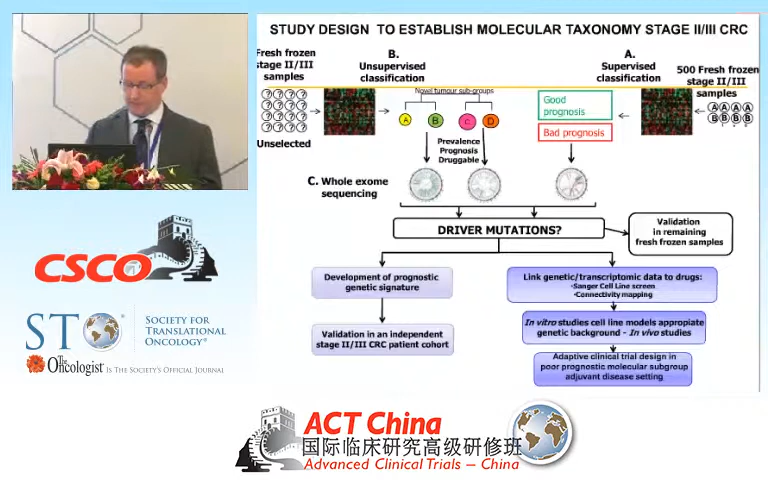 STUDY DESIGN TO ESTABLISH MOLECULAR TAXONOMY STAGE II/III CRC
Fresh frozen
stage II/III
samples
Unselected
B.
Unsupervised
classification
Novel tumour sub-groups
A
B
C
D
Prevalence
Prognosis
Druggable
A.
Supervised
classification
500 Fresh frozen
stage II/III
samples
Good
prognosis
Bad prognosis
C. Whole exome
sequencing
DRIVER MUTATIONS?
Validation
in remaining
fresh frozen samples
Development of prognostic
genetic signature
Validation in an independent
stage II/III CRC patient cohort
Link genetic/transcriptomic data to drugs:
•Sanger Cell Line screen
•Connectivity mapping
In vitro studies cell line models appropiate
genetic background - In vivo studies
Adaptive clinical trial design in
poor prognostic molecular subgroup
adjuvant disease setting
CSCO
STO
SOCIETY FOR
TRANSLATIONAL
ONCOLOGY®
The Oncologist IS THE SOCIETY'S OFFICIAL JOURNAL
ACT China
国际临床研究高级研修班
Advanced Clinical Trials – China